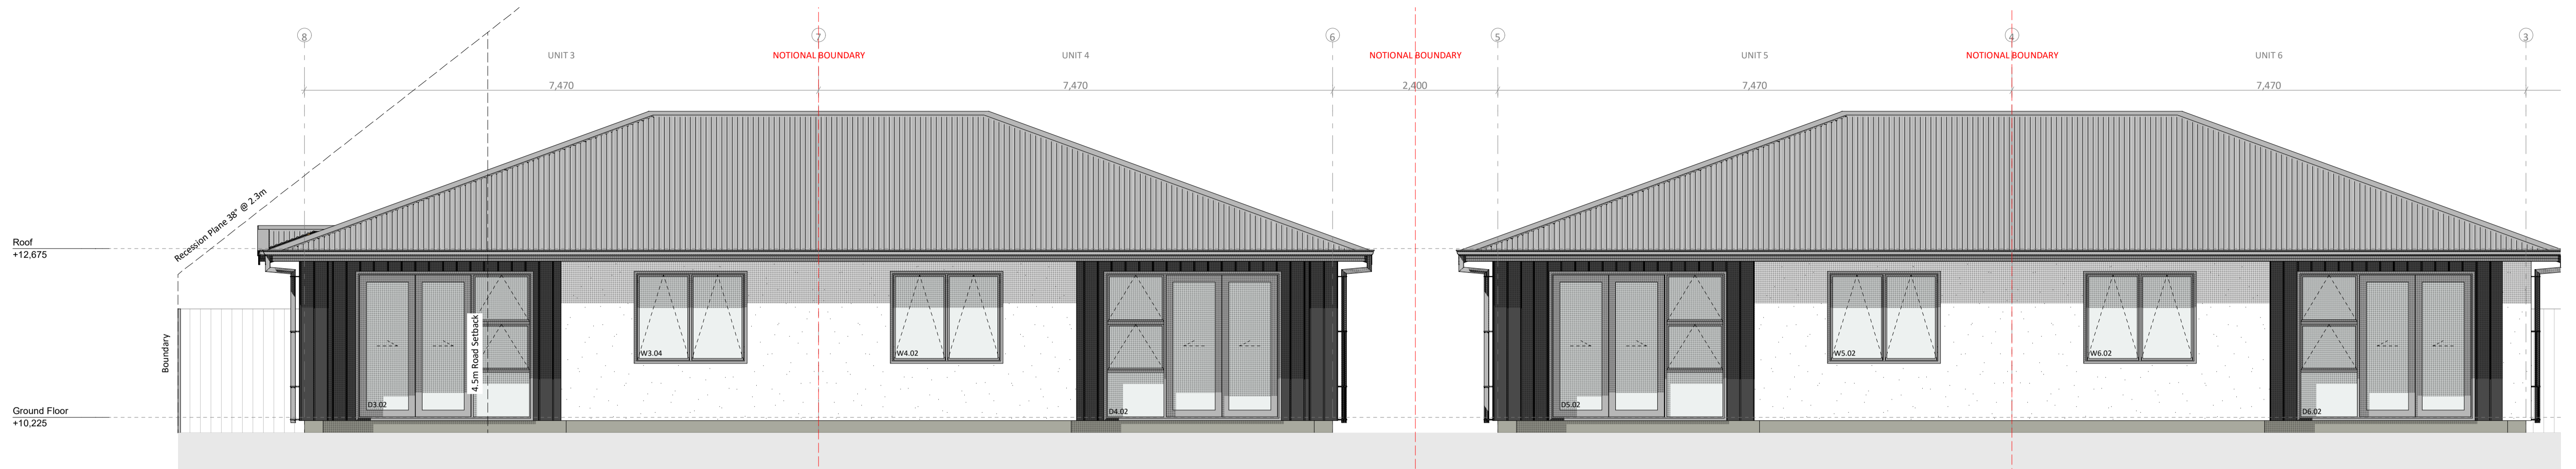 8
7
6
5
4
3
UNIT 3
NOTIONAL BOUNDARY
UNIT 4
NOTIONAL BOUNDARY
UNIT 5
NOTIONAL BOUNDARY
UNIT 6
7,470
7,470
2,400
7,470
7,470
Recession Plane 38° @ 2.3m
Roof
+12,675
Boundary
4.5m Road Setback
W3.04
W4.02
W5.02
W6.02
D3.02
D4.02
D5.02
D6.02
Ground Floor
+10,225